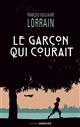 FRANÇOIS-GUILLAUME
LORRAIN
LE GARÇON
QUI COURAIT